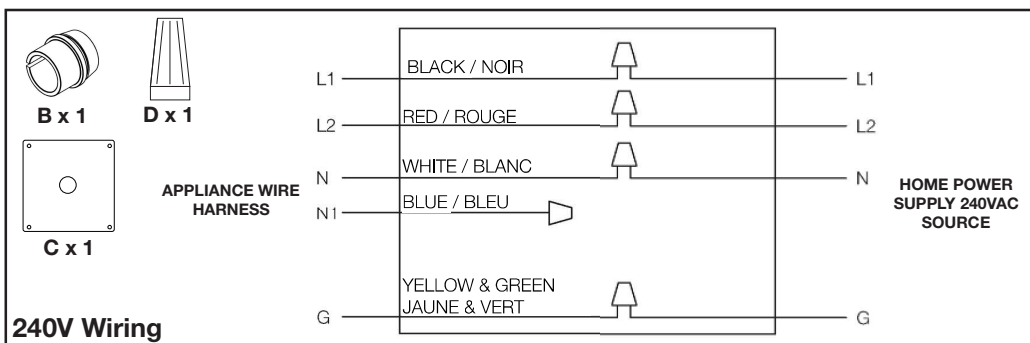 B x 1
D x 1
C x 1
240V Wiring
APPLIANCE WIRE
HARNESS
L1
BLACK / NOIR
L1
L2
RED / ROUGE
L2
N
WHITE / BLANC
N
N1
BLUE / BLEU
YELLOW & GREEN
JAUNE & VERT
G
G
HOME POWER
SUPPLY 240VAC
SOURCE